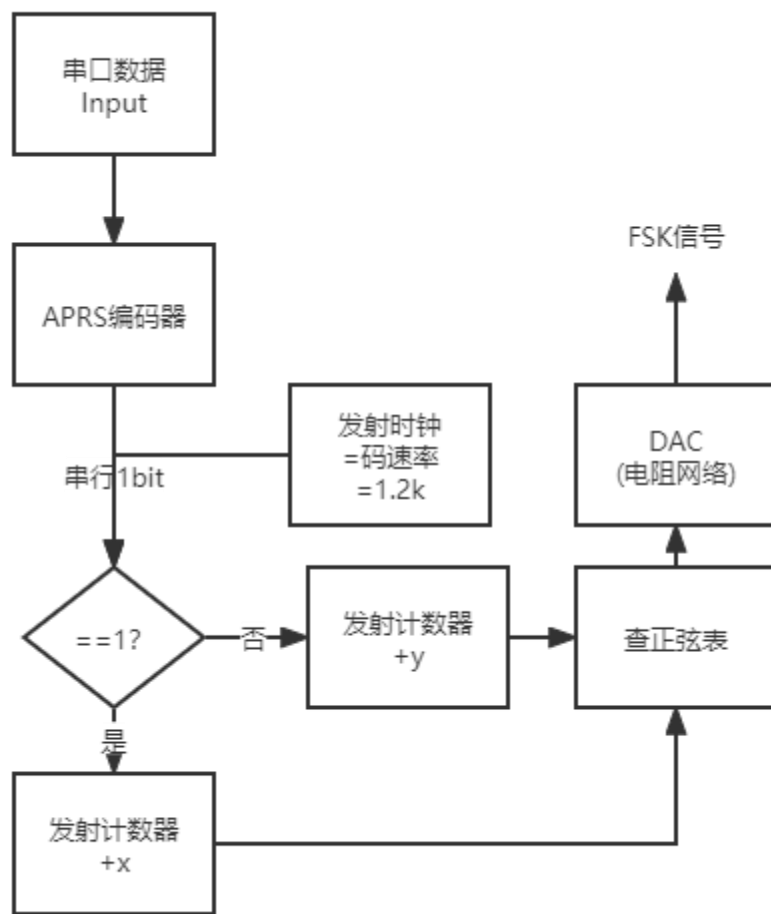 串口数据
Input
APRS编码器
串行1bit
发射时钟
=码速率
=1.2k
==1?
否
是
发射计数器
+x
发射计数器
+y
查正弦表
DAC
(电阻网络)
FSK信号